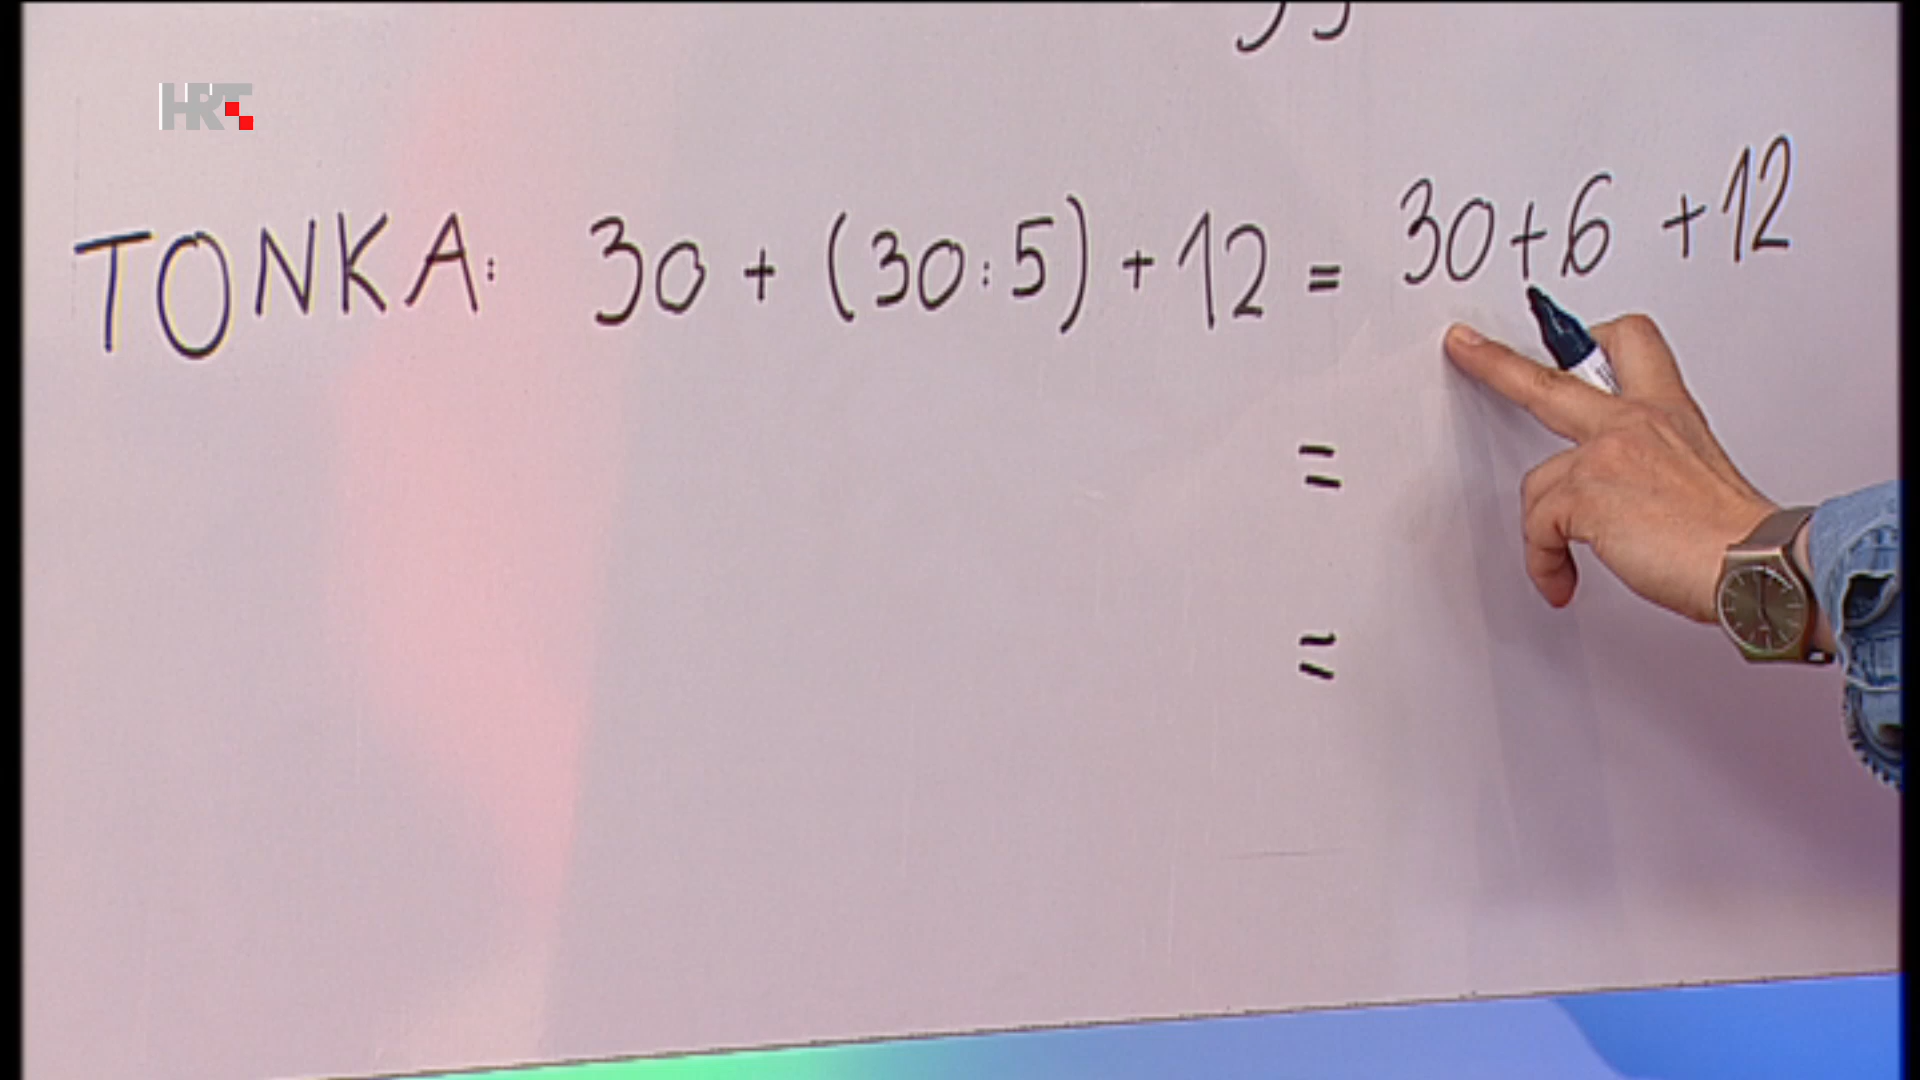 HRT
TONKA: 30 + (30:5) + 12 = 30+6 +12
=
=